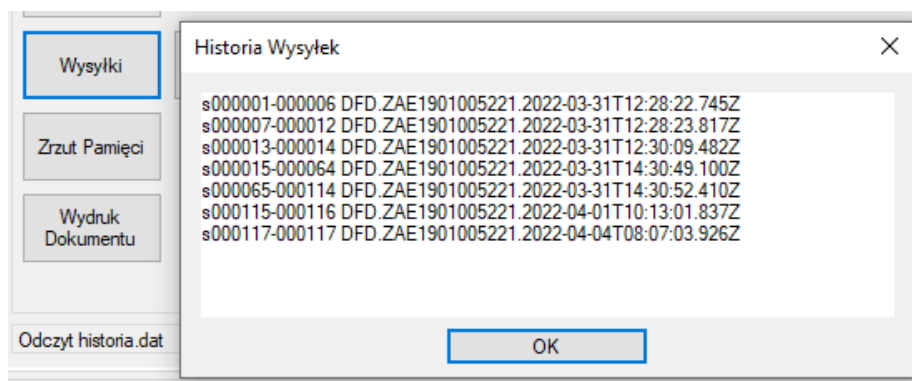 Wysyłki
Zrzut Pamięci
Wydruk
Dokumentu
Odczyt historia.dat
Historia Wysyłek
s000001-000006 DFD.ZAE1901005221.2022-03-31T12:28:22.745Z
s000007-000012 DFD.ZAE1901005221.2022-03-31T12:28:23.817Z
s000013-000014 DFD.ZAE1901005221.2022-03-31T12:30:09.482Z
s000015-000064 DFD.ZAE1901005221.2022-03-31T14:30:49.100Z
s000065-000114 DFD.ZAE1901005221.2022-03-31T14:30:52.410Z
s000115-000116 DFD.ZAE1901005221.2022-04-01T10:13:01.837Z
s000117-000117 DFD.ZAE1901005221.2022-04-04T08:07:03.926Z
OK